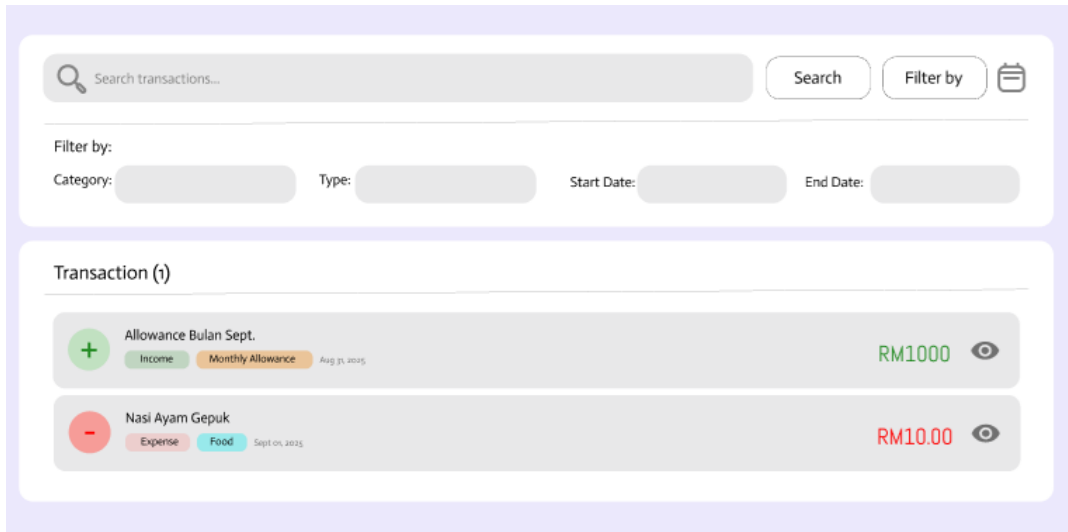 Search transactions...
Search
Filter by
Filter by:
Category:
Type:
Start Date:
End Date:
Transaction (1)
+
Allowance Bulan Sept.
Income
Monthly Allowance
Aug 31, 2025
RM1000
-
Nasi Ayam Gepuk
Expense
Food
Sept 01, 2025
RM10.00